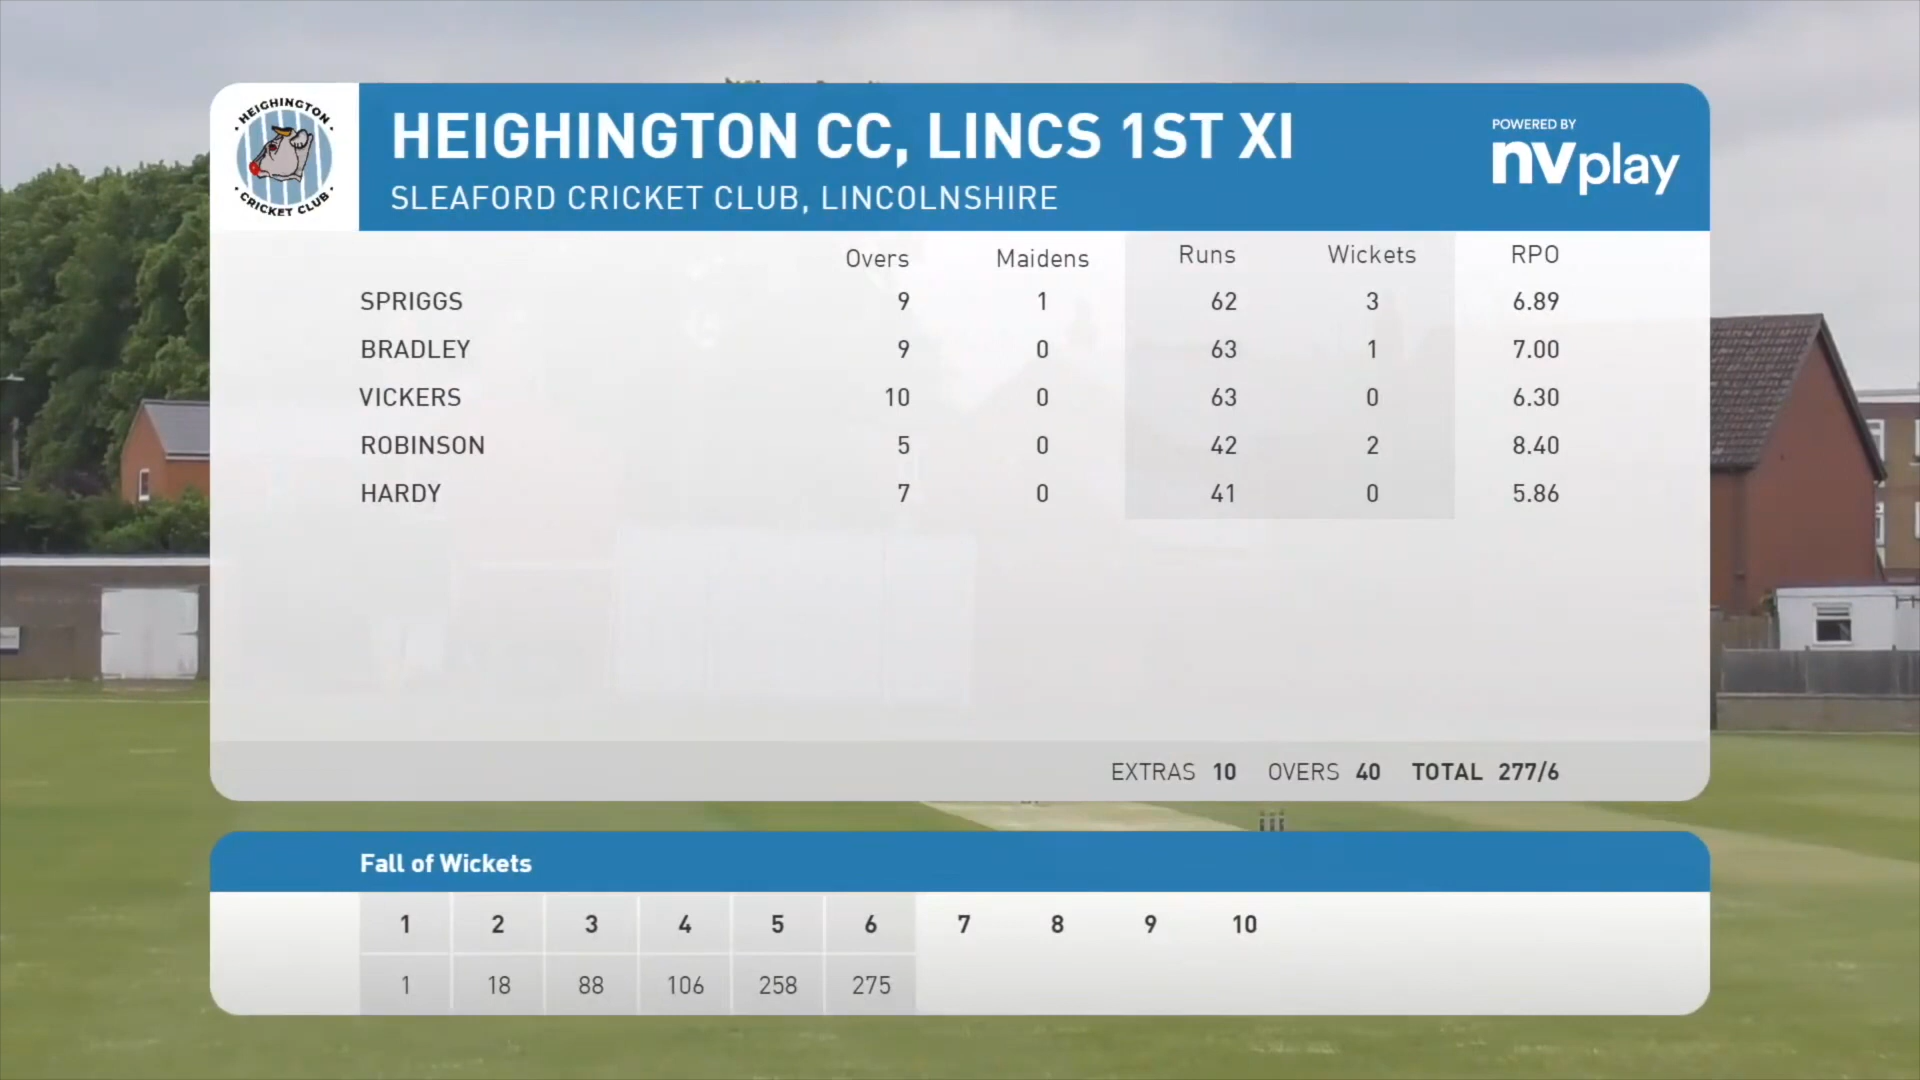 HEIGHINGTON
CRICKET CLUB
HEIGHINGTON CC, LINCS 1ST XI
SLEAFORD CRICKET CLUB, LINCOLNSHIRE
POWERED BY
nvplay
Overs Maidens Runs Wickets RPO
SPRIGGS 9 1 62 3 6.89
BRADLEY 9 0 63 1 7.00
VICKERS 10 0 63 0 6.30
ROBINSON 5 0 42 2 8.40
HARDY 7 0 41 0 5.86
EXTRAS 10 OVERS 40 TOTAL 277/6
Fall of Wickets
1 2 3 4 5 6 7 8 9 10
1 18 88 106 258 275